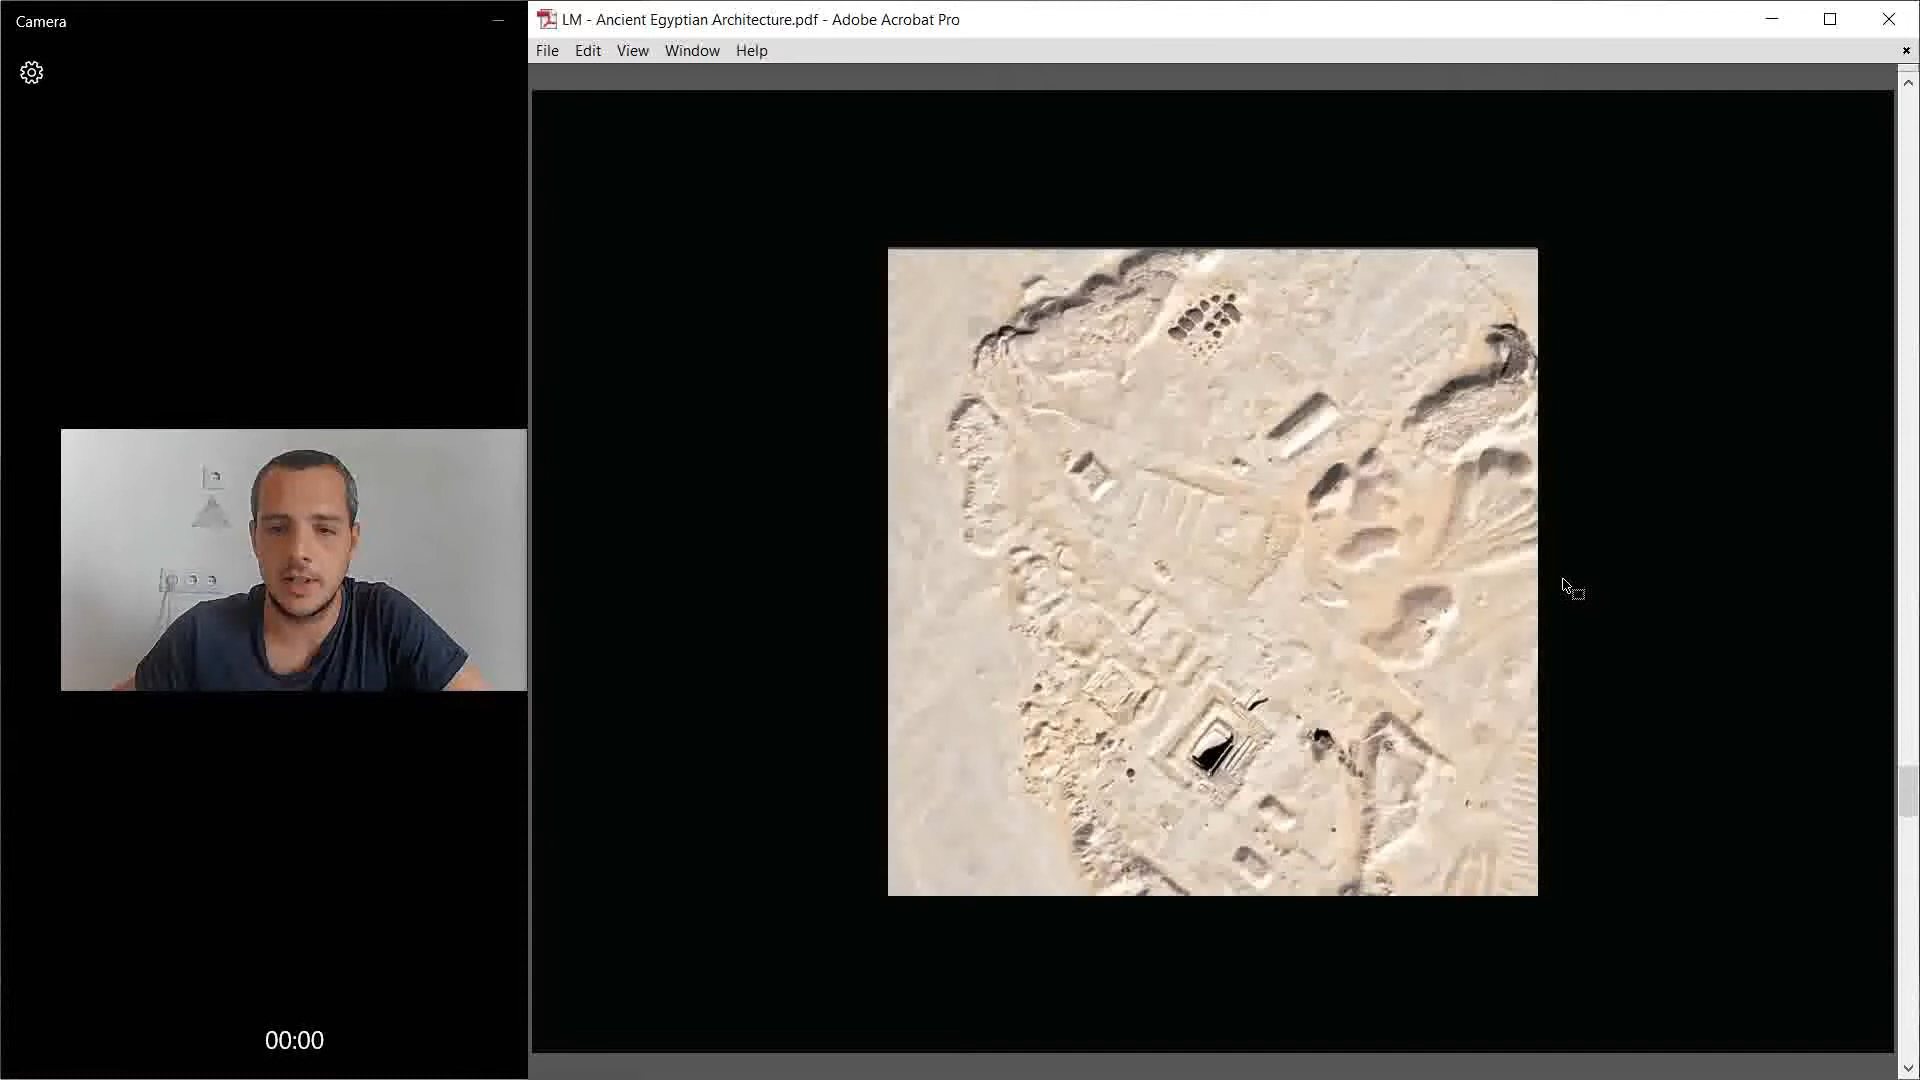 Camera
LM - Ancient Egyptian Architecture.pdf - Adobe Acrobat Pro
File Edit View Window Help
00:00